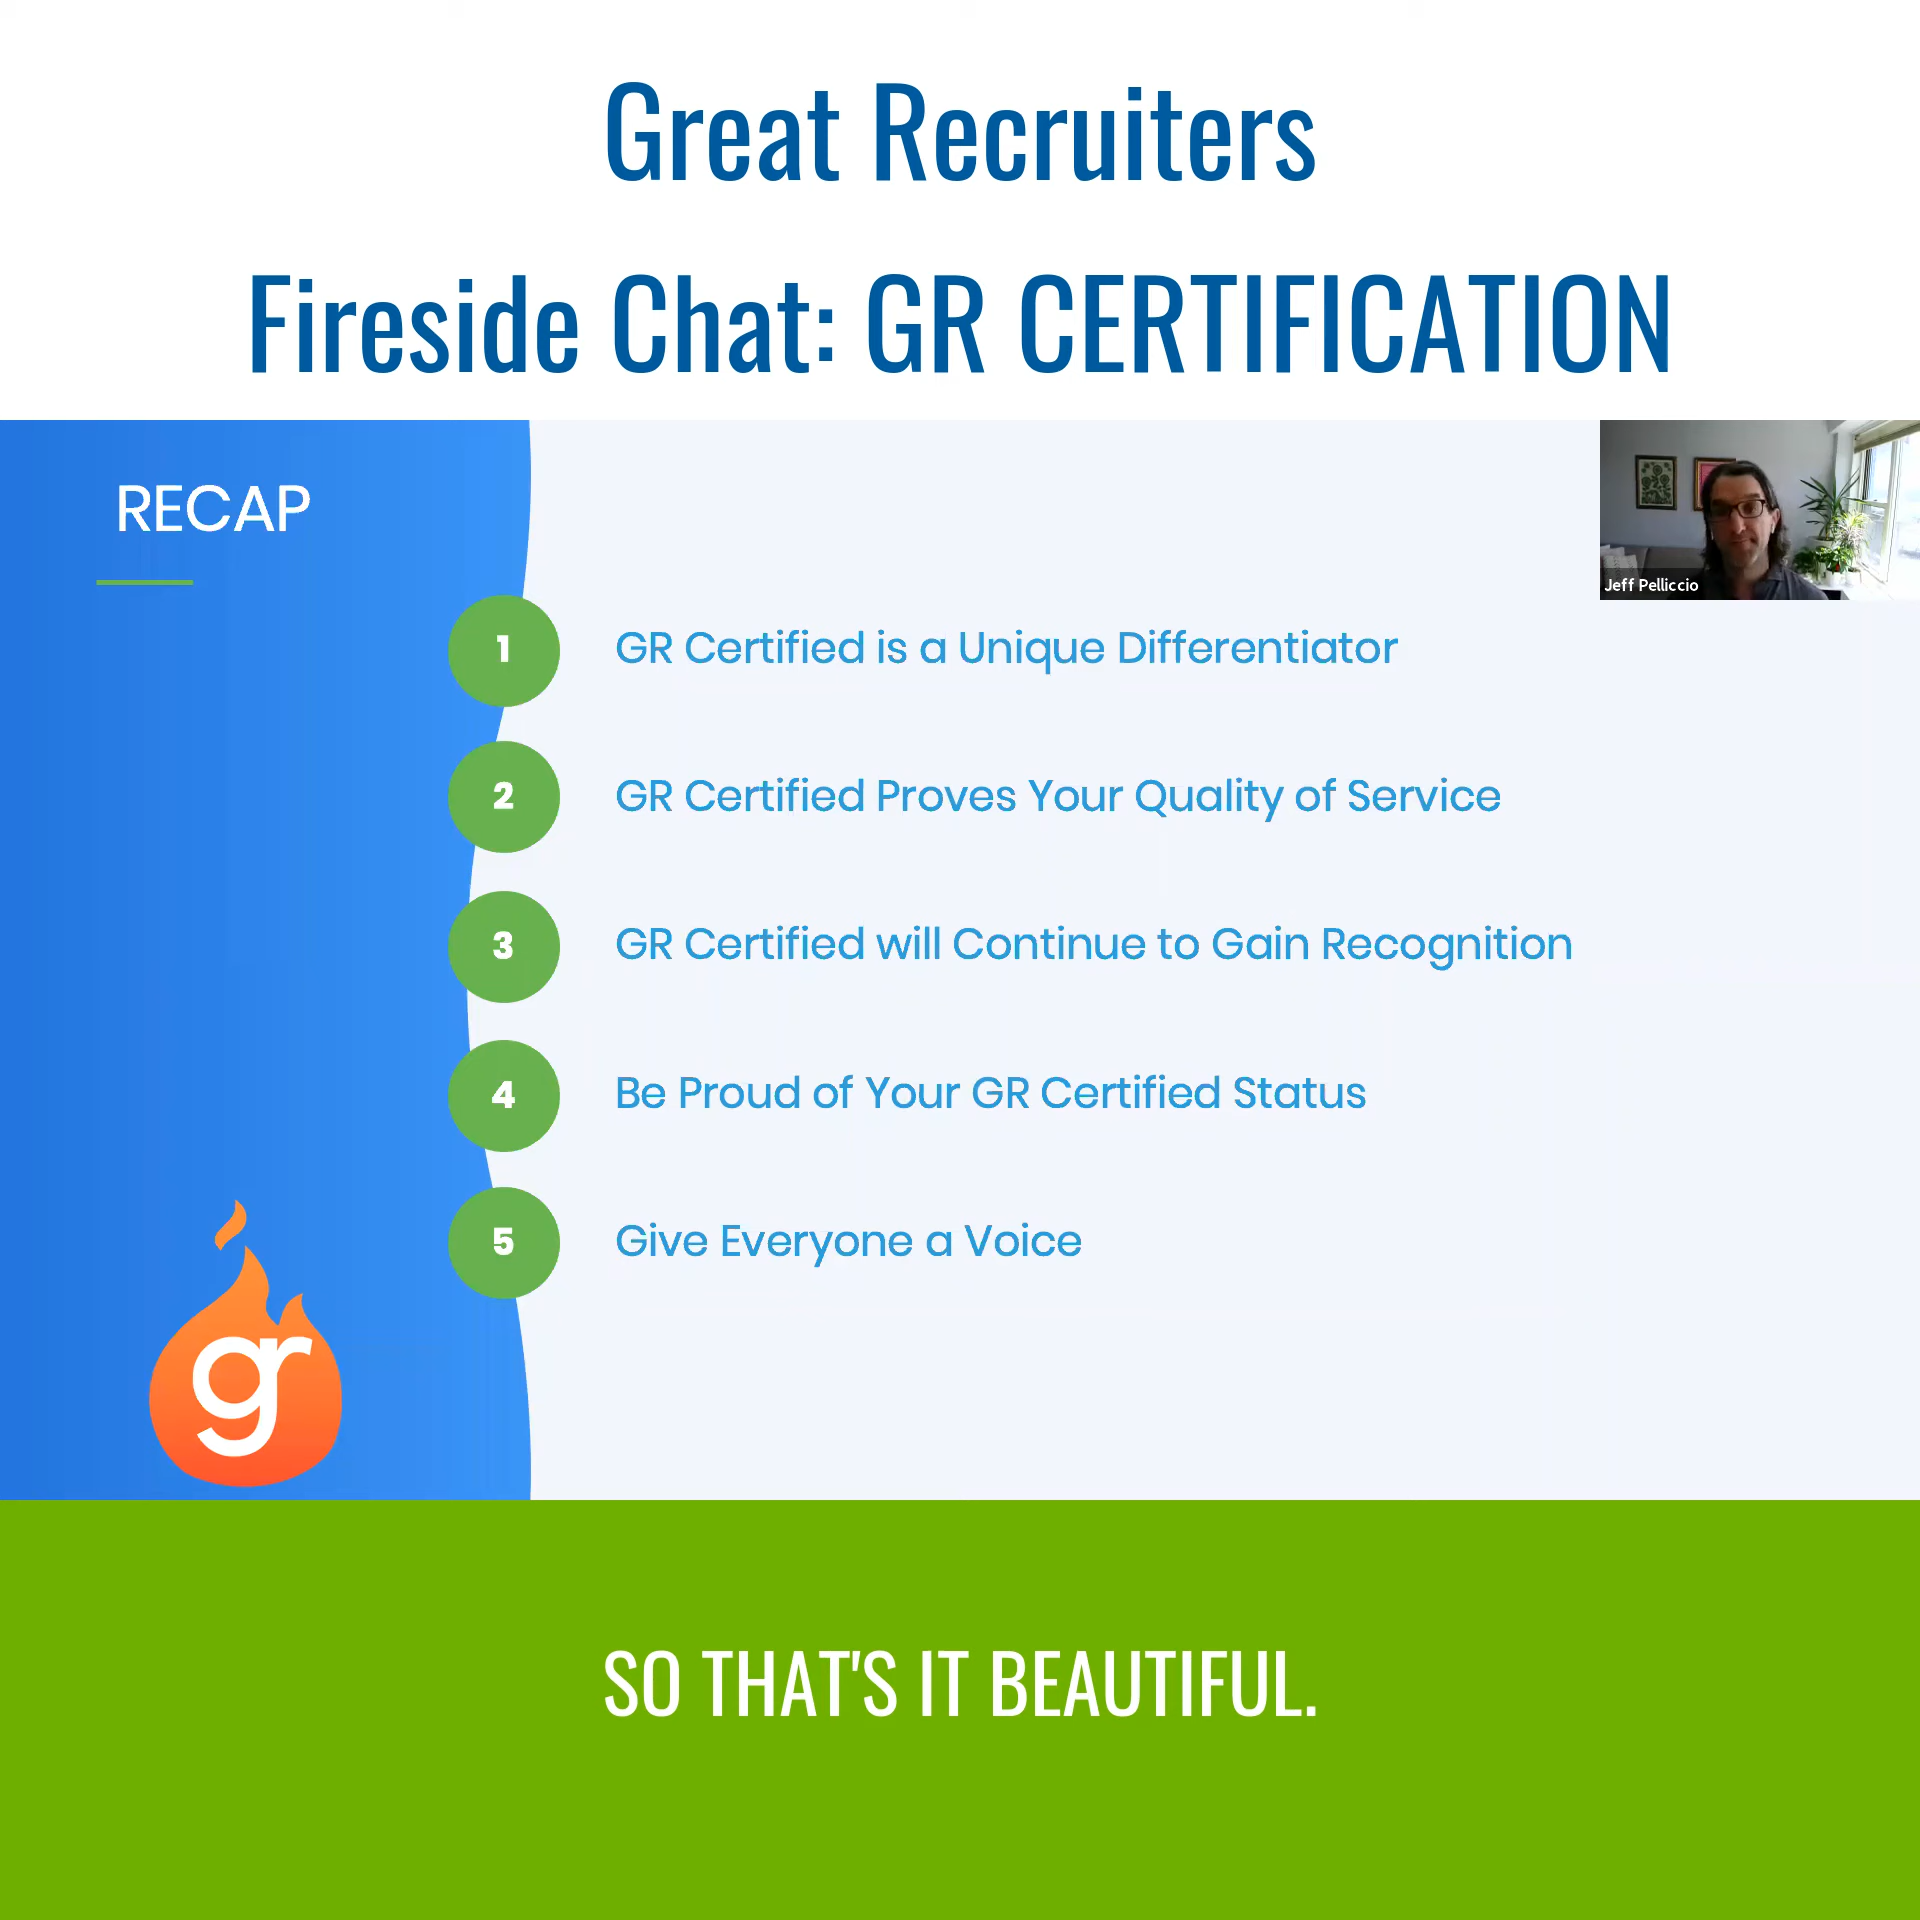 Great Recruiters
Fireside Chat: GR CERTIFICATION
RECAP
Jeff Pelliccio
1 GR Certified is a Unique Differentiator
2 GR Certified Proves Your Quality of Service
3 GR Certified will Continue to Gain Recognition
4 Be Proud of Your GR Certified Status
5 Give Everyone a Voice
gr
SO THAT'S IT BEAUTIFUL.